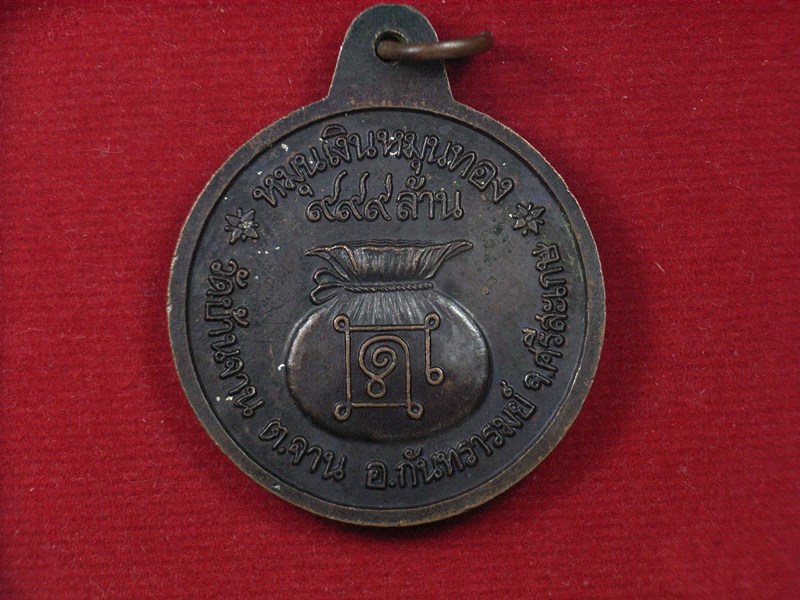 หมุนเงินหมุนทอง
๙๙๙ ล้าน
วัดบ้านจาน ต.จาน อ.กันทรารมย์ จ.ศรีสะเกษ